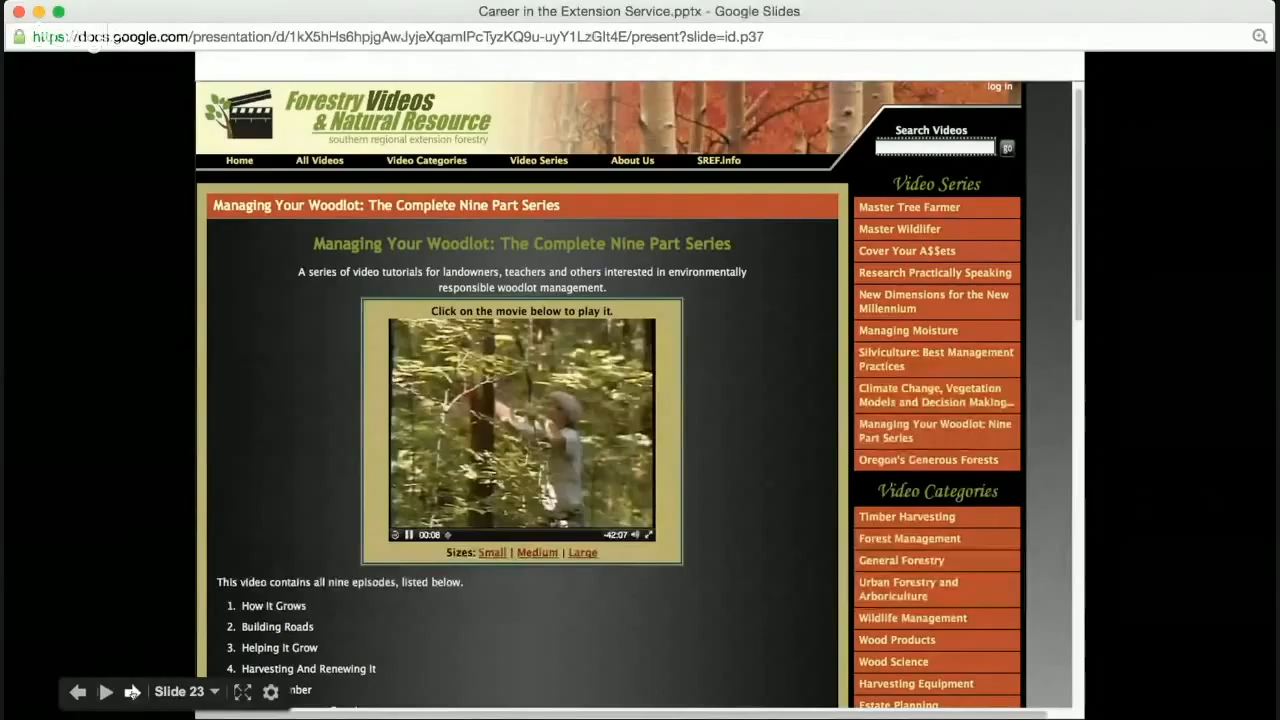 Career in the Extension Service.pptx - Google Slides
https://docs.google.com/presentation/d/1kX5hHs6hpjgAwJyjeXqamIPcTyzKQ9u-uyY1LzGIt4E/present?slide=id.p37
log in
Forestry Videos
& Natural Resource
southern regional extension forestry
Search Videos
go
Home
All Videos
Video Categories
Video Series
About Us
SREF.info
Managing Your Woodlot: The Complete Nine Part Series
Managing Your Woodlot: The Complete Nine Part Series
A series of video tutorials for landowners, teachers and others interested in environmentally
responsible woodlot management.
Click on the movie below to play it.
00:08
-42:07
Sizes: Small | Medium | Large
This video contains all nine episodes, listed below.
1. How It Grows
2. Building Roads
3. Helping It Grow
4. Harvesting And Renewing It
Video Series
Master Tree Farmer
Master Wildlifer
Cover Your A$$ets
Research Practically Speaking
New Dimensions for the New
Millennium
Managing Moisture
Silviculture: Best Management
Practices
Climate Change, Vegetation
Models and Decision Making...
Managing Your Woodlot: Nine
Part Series
Oregon's Generous Forests
Video Categories
Timber Harvesting
Forest Management
General Forestry
Urban Forestry and
Arboriculture
Wildlife Management
Wood Products
Wood Science
Harvesting Equipment
Estate Planning
Slide 23